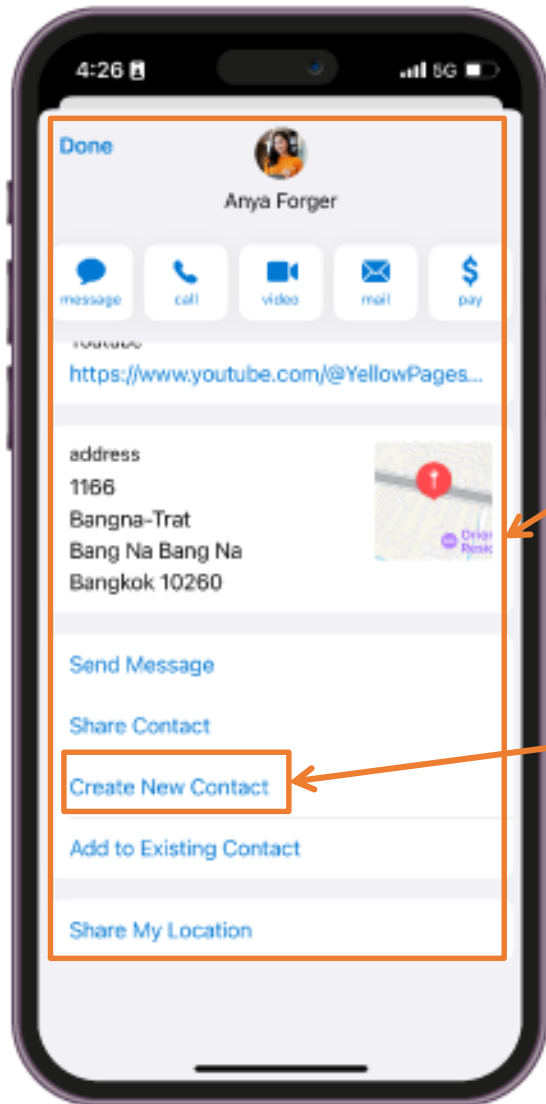 4:26
5G
Done
Anya Forger
message call video mail pay
Youtube
https://www.youtube.com/@YellowPages...
address
1166
Bangna-Trat
Bang Na Bang Na
Bangkok 10260
Send Message
Share Contact
Create New Contact
Add to Existing Contact
Share My Location